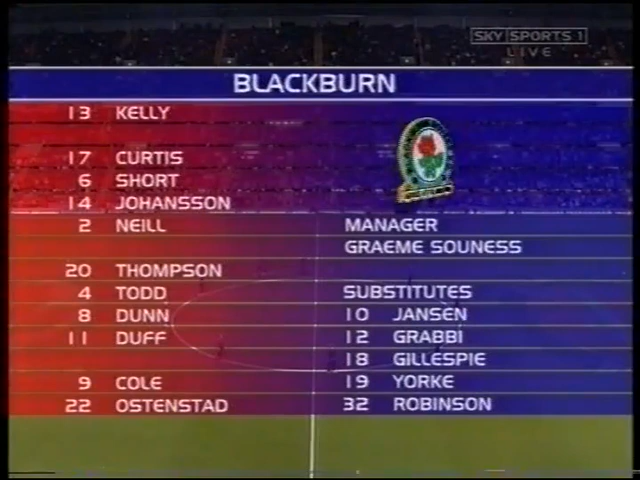 SKY SPORTS 1
LIVE
BLACKBURN
13 KELLY
17 CURTIS
6 SHORT
14 JOHANSSON
2 NEILL
20 THOMPSON
4 TODD
8 DUNN
11 DUFF
9 COLE
22 OSTENSTAD
MANAGER
GRAEME SOUNESS
SUBSTITUTES
10 JANSEN
12 GRABBI
18 GILLESPIE
19 YORKE
32 ROBINSON